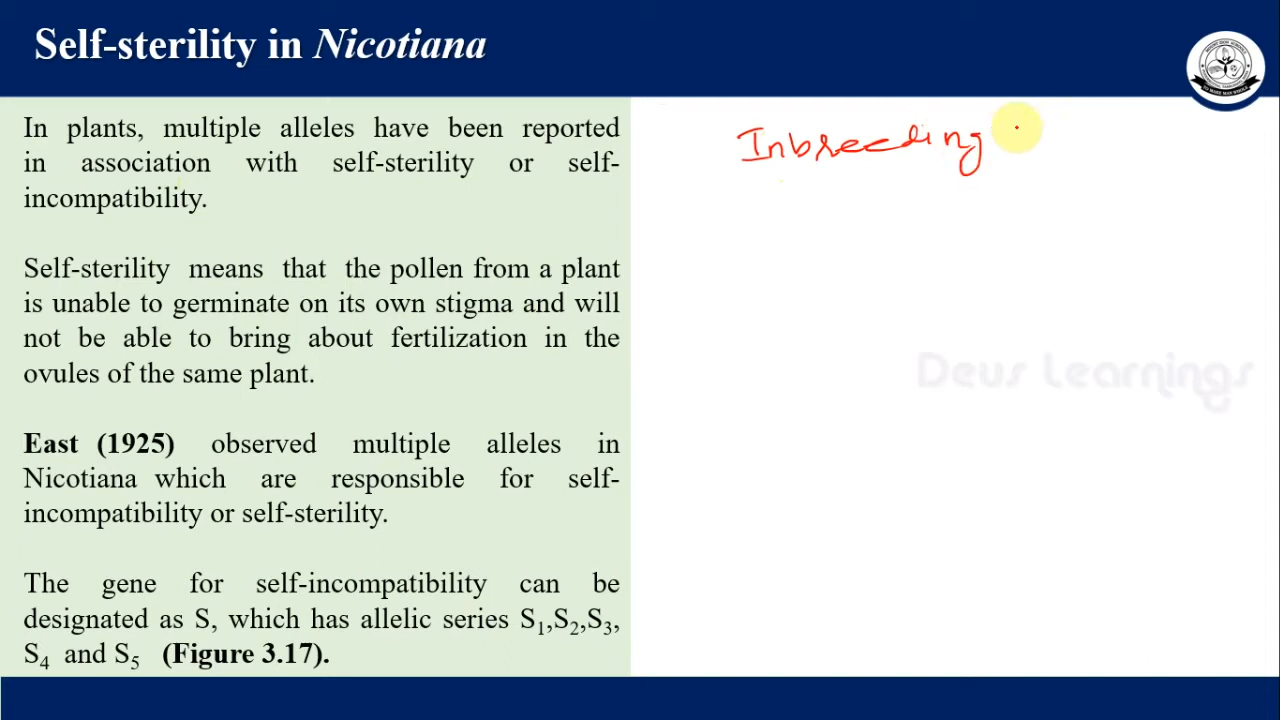 Self-sterility in Nicotiana
In plants, multiple alleles have been reported
in association with self-sterility or self-
incompatibility.
Self-sterility means that the pollen from a plant
is unable to germinate on its own stigma and will
not be able to bring about fertilization in the
ovules of the same plant.
East (1925) observed multiple alleles in
Nicotiana which are responsible for self-
incompatibility or self-sterility.
The gene for self-incompatibility can be
designated as S, which has allelic series S₁,S₂,S₃,
S₄ and S₅ (Figure 3.17).
Inbreeding
Deus Learnings